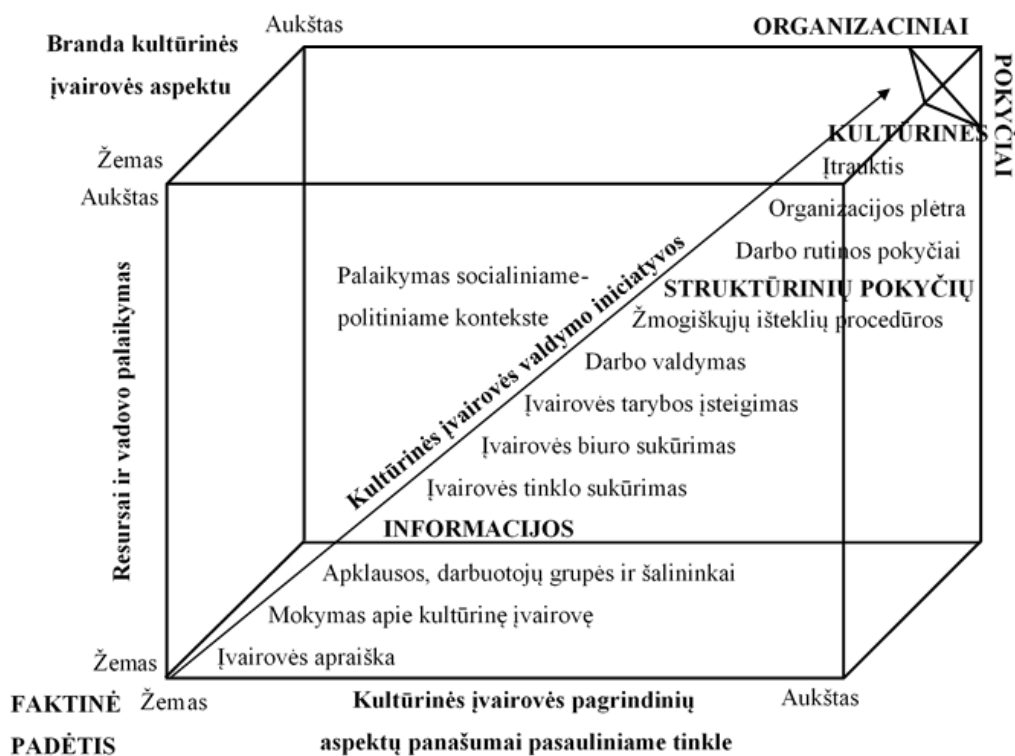 Aukštas
ORGANIZACINIAI
POKYČIAI
Branda kultūrinės
įvairovės aspektu
Žemas
Aukštas
KULTŪRINĖS
Įtrauktis
Organizacijos plėtra
Darbo rutinos pokyčiai
Palaikymas socialiniame-
politiniame kontekste
STRUKTŪRINIŲ POKYČIŲ
Žmogiškųjų išteklių procedūros
Darbo valdymas
Įvairovės tarybos įsteigimas
Įvairovės biuro sukūrimas
Įvairovės tinklo sukūrimas
Kultūrinės įvairovės valdymo iniciatyvos
Resursai ir vadovo palaikymas
INFORMACIJOS
Apklausos, darbuotojų grupės ir šalininkai
Mokymas apie kultūrinę įvairovę
Įvairovės apraiška
Žemas
FAKTINĖ
PADĖTIS
Žemas
Kultūrinės įvairovės pagrindinių
aspektų panašumai pasauliniame tinkle
Aukštas